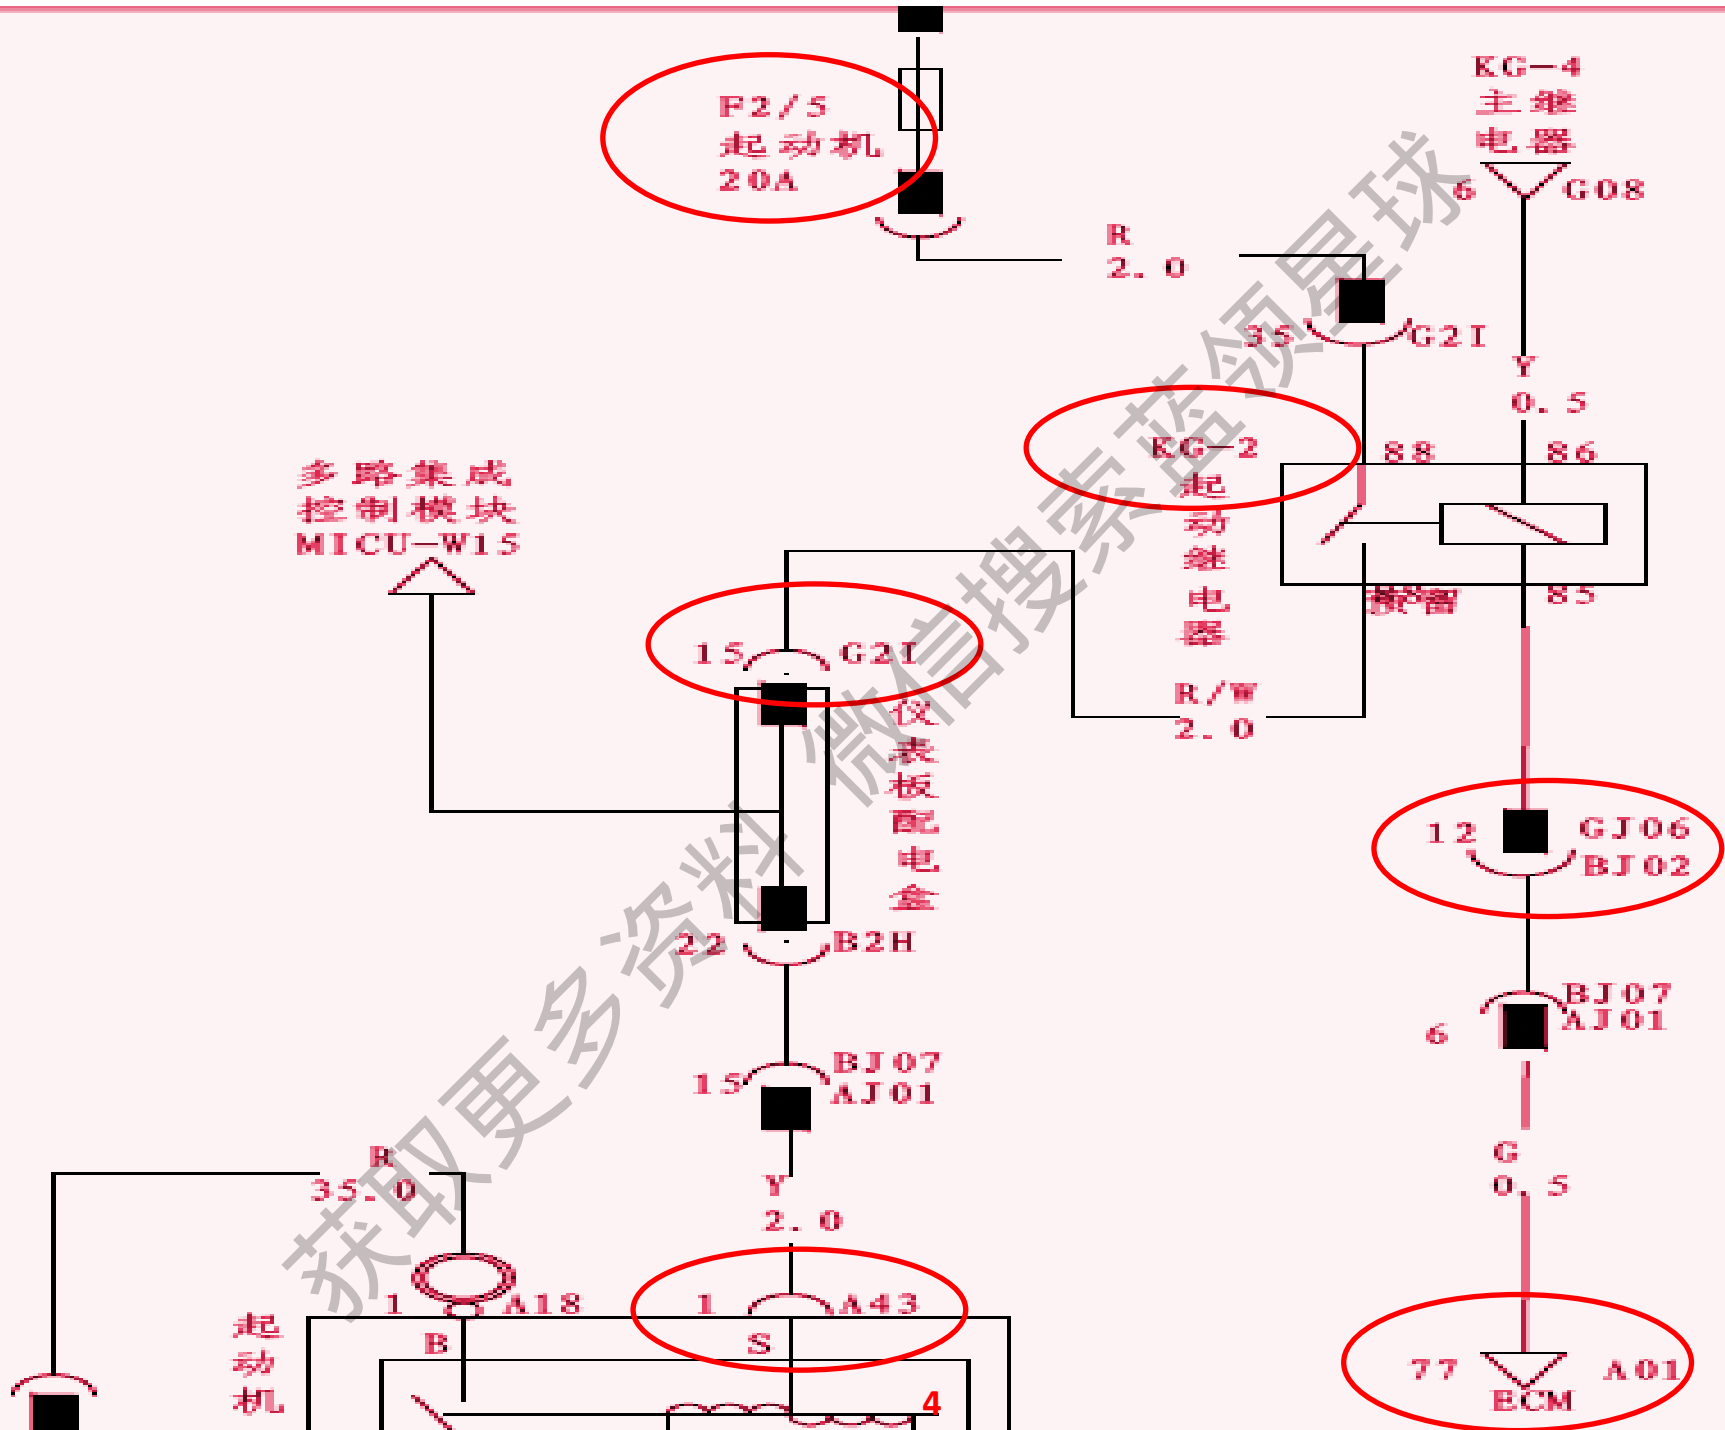 F2/5
起动机
20A
KG-4
主继
电器
6
G08
R
2.0
35
G2I
Y
0.5
KG-2
起
动
继
电
器
88
86
85
多路集成
控制模块
MICU-W15
15
G2I
仪
表
板
配
电
盒
R/W
2.0
12
GJ06
BJ02
22
B2H
BJ07
AJ01
6
15
BJ07
AJ01
R
35.0
Y
2.0
G
0.5
1
A18
1
A43
起
动
机
B
S
4
77
A01
ECM
获取更多资料 微信搜索蓝领星球